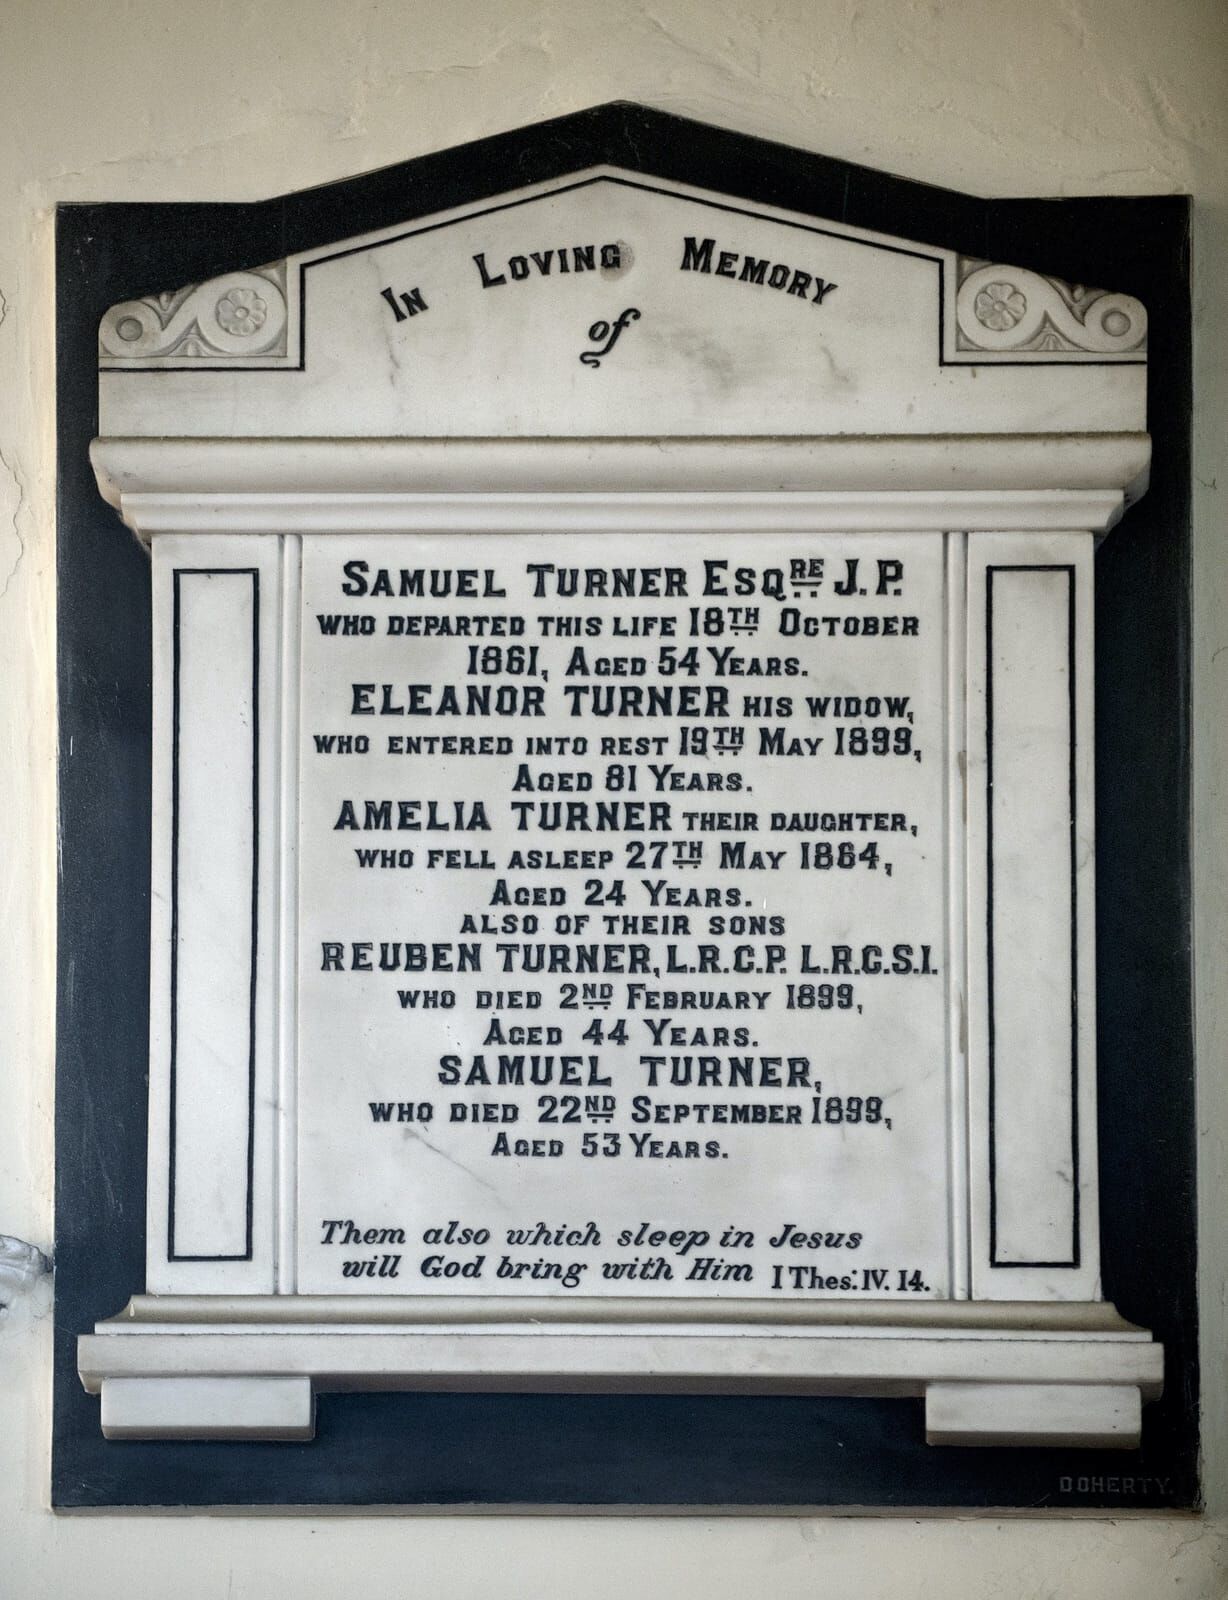 In Loving Memory
of
Samuel Turner Esqre J.P.
who departed this life 18th October
1861, Aged 54 Years.
ELEANOR TURNER his widow,
who entered into rest 19th May 1899,
Aged 81 Years.
AMELIA TURNER their daughter,
who fell asleep 27th May 1864,
Aged 24 Years.
also of their sons
REUBEN TURNER, L.R.C.P. L.R.C.S.I.
who died 2nd February 1899,
Aged 44 Years.
SAMUEL TURNER,
who died 22nd September 1899,
Aged 53 Years.
Them also which sleep in Jesus
will God bring with Him I Thes: IV. 14.
DOHERTY.